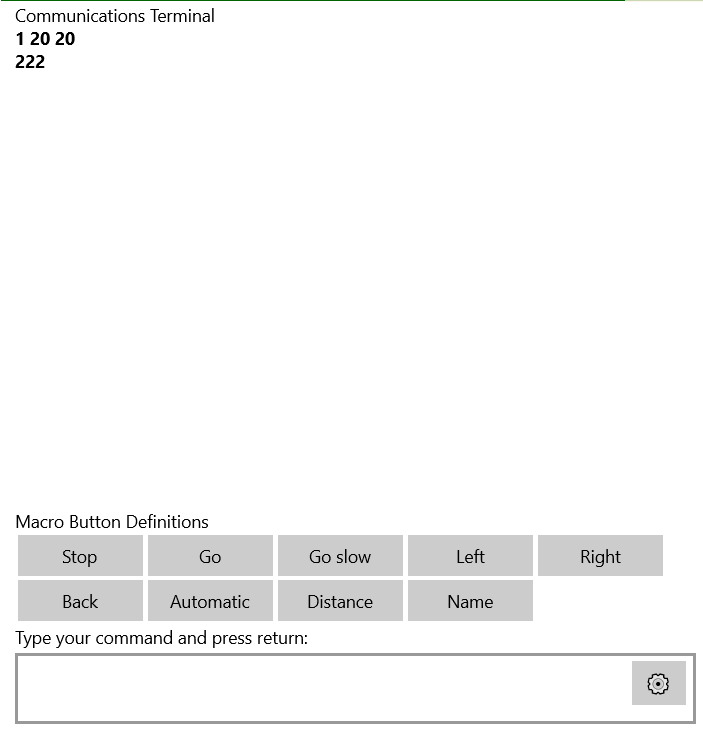 Communications Terminal
1 20 20
222
Macro Button Definitions
Stop Go Go slow Left Right
Back Automatic Distance Name
Type your command and press return: